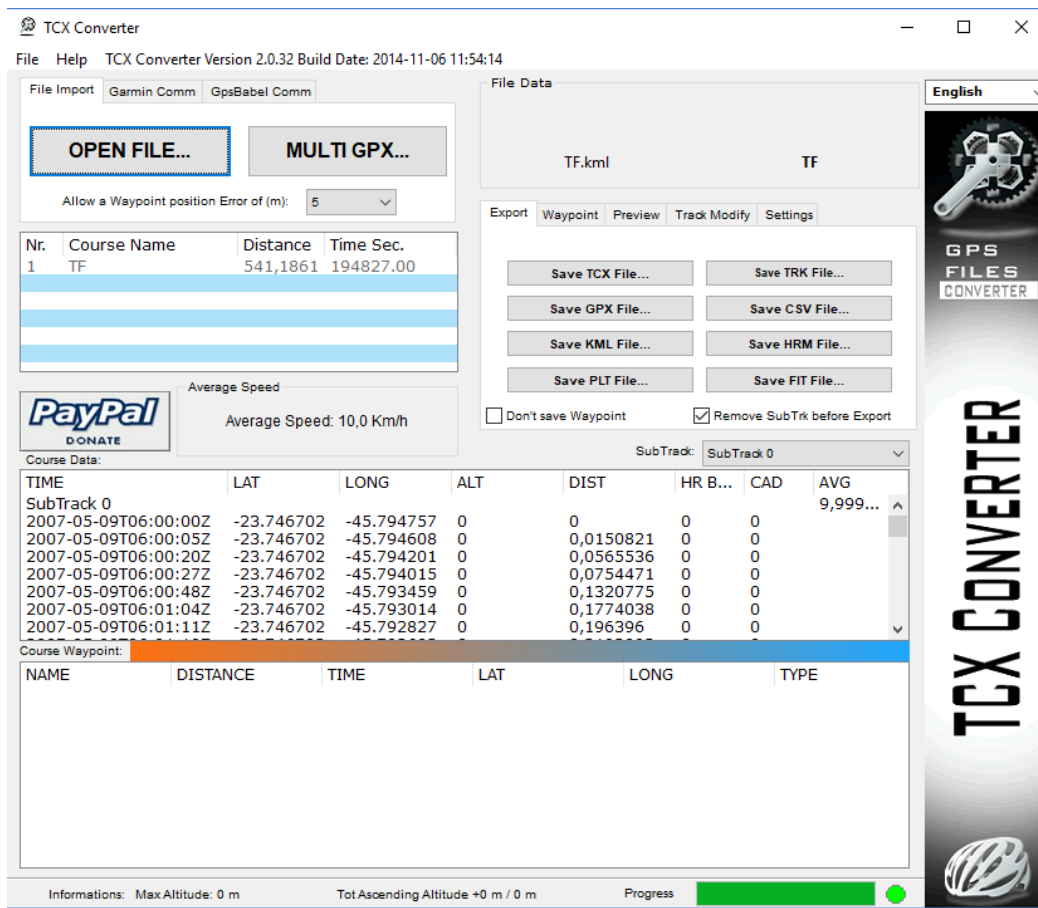 TCX Converter
File Help TCX Converter Version 2.0.32 Build Date: 2014-11-06 11:54:14
File Import Garmin Comm GpsBabel Comm
OPEN FILE... MULTI GPX...
Allow a Waypoint position Error of (m): 5
File Data
TF.kml TF
English
Nr. Course Name Distance Time Sec.
1 TF 541,1861 194827.00
Export Waypoint Preview Track Modify Settings
Save TCX File... Save TRK File...
Save GPX File... Save CSV File...
Save KML File... Save HRM File...
Save PLT File... Save FIT File...
Don't save Waypoint Remove SubTrk before Export
GPS
FILES
CONVERTER
PayPal
DONATE
Average Speed
Average Speed: 10,0 Km/h
SubTrack: SubTrack 0
Course Data:
TIME LAT LONG ALT DIST HR B... CAD AVG
SubTrack 0 9,999...
2007-05-09T06:00:00Z -23.746702 -45.794757 0 0 0 0
2007-05-09T06:00:05Z -23.746702 -45.794608 0 0,0150821 0 0
2007-05-09T06:00:20Z -23.746702 -45.794201 0 0,0565536 0 0
2007-05-09T06:00:27Z -23.746702 -45.794015 0 0,0754471 0 0
2007-05-09T06:00:48Z -23.746702 -45.793459 0 0,1320775 0 0
2007-05-09T06:01:04Z -23.746702 -45.793014 0 0,1774038 0 0
2007-05-09T06:01:11Z -23.746702 -45.792827 0 0,196396 0 0
Course Waypoint:
NAME DISTANCE TIME LAT LONG TYPE
TCX CONVERTER
Informations: Max Altitude: 0 m Tot Ascending Altitude +0 m / 0 m Progress